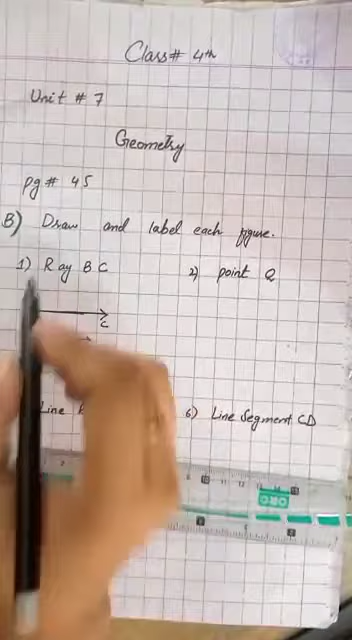 Class# 4th
Unit # 7
Geometry
pg# 45
B) Draw and label each figure.
1) Ray BC
2) point Q
C
Line
6) Line Segment CD